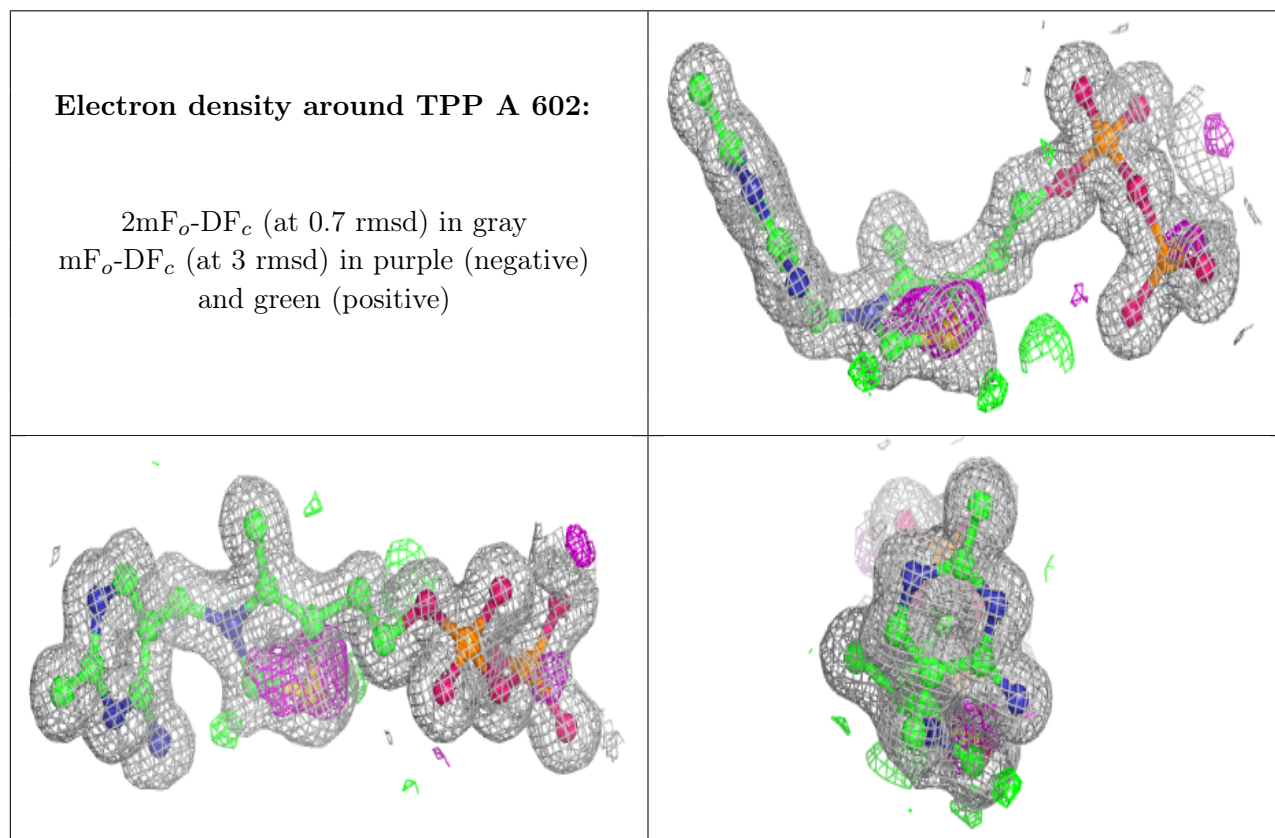 Electron density around TPP A 602:
2mFo-DFc (at 0.7 rmsd) in gray
mFo-DFc (at 3 rmsd) in purple (negative)
and green (positive)